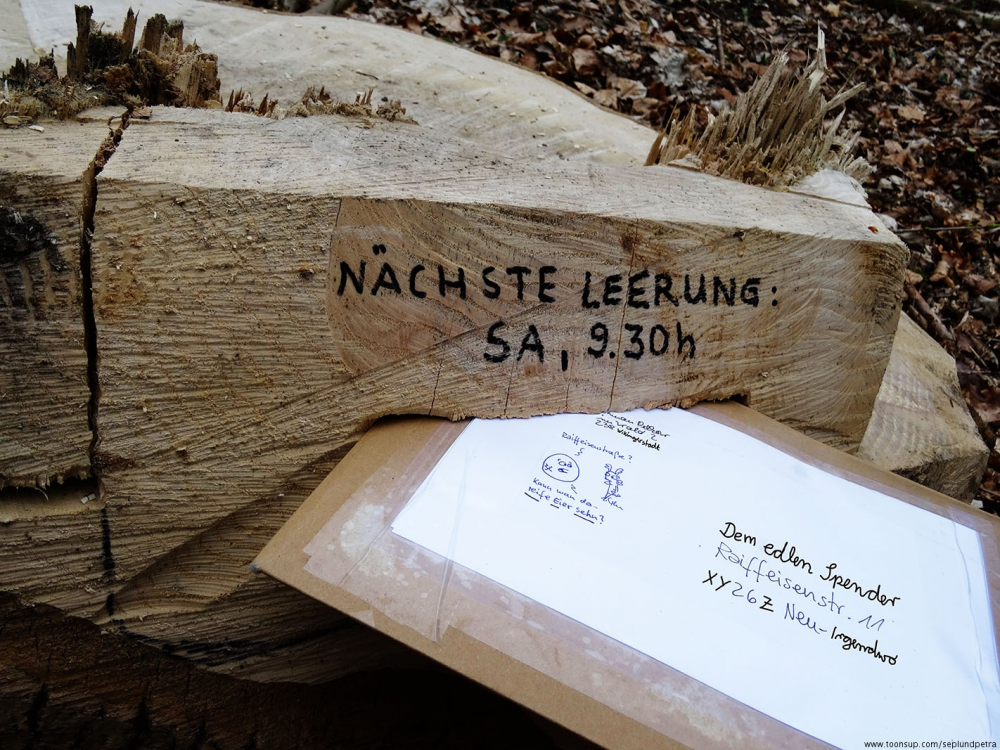 NÄCHSTE LEERUNG:
SA, 9.30h
Raiffeisenstraße?
Kann man da-
reife Eier sehn?
Dem edlen Spender
Raiffeisenstr. 11
XY26Z Neu-Irgendwo
www.toonsup.com/seplundpetra